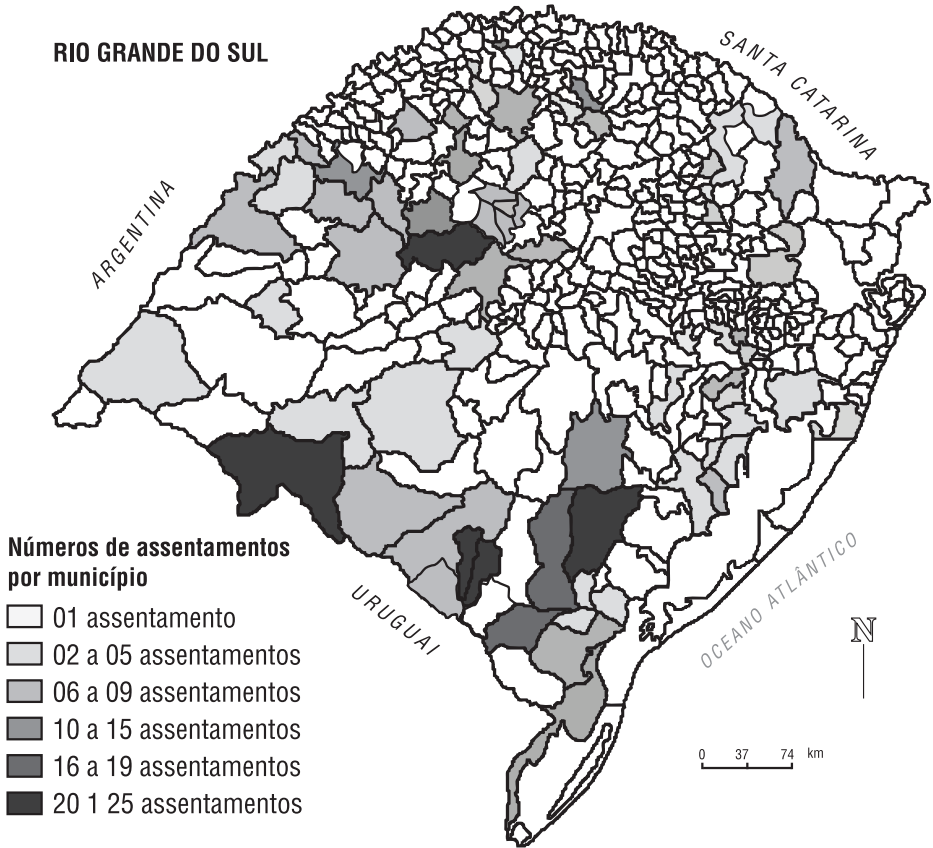 RIO GRANDE DO SUL
SANTA CATARINA
ARGENTINA
Números de assentamentos
por município
01 assentamento
02 a 05 assentamentos
06 a 09 assentamentos
10 a 15 assentamentos
16 a 19 assentamentos
20 1 25 assentamentos
URUGUAI
OCEANO ATLÂNTICO
N
0 37 74 km